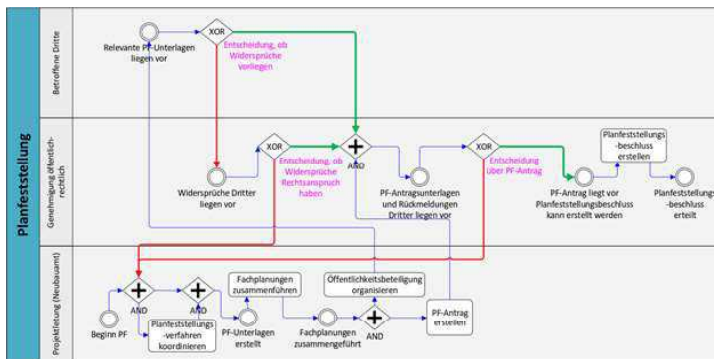 Planfeststellung
Betroffene Dritte
Relevante PF-Unterlagen
liegen vor
XOR
Entscheidung, ob
Widersprüche
vorliegen
Genehmigung öffentlich-
rechtlich
Widersprüche Dritter
liegen vor
XOR
Entscheidung, ob
Widersprüche
Rechtsanspruch
haben
AND
PF-Antragsunterlagen
und Rückmeldungen
Dritter liegen vor
XOR
Entscheidung
über PF-Antrag
PF-Antrag liegt vor
Planfeststellungsbeschluss
kann erstellt werden
Planfeststellungs
-beschluss
erstellen
Planfeststellungs
-beschluss
erteilt
Projektleitung (Neubauamt)
Beginn PF
AND
Planfeststellungs
-verfahren
koordinieren
AND
PF-Unterlagen
erstellt
Fachplanungen
zusammenführen
Fachplanungen
zusammengeführt
Öffentlichkeitsbeteiligung
organisieren
AND
PF-Antrag
erstellen